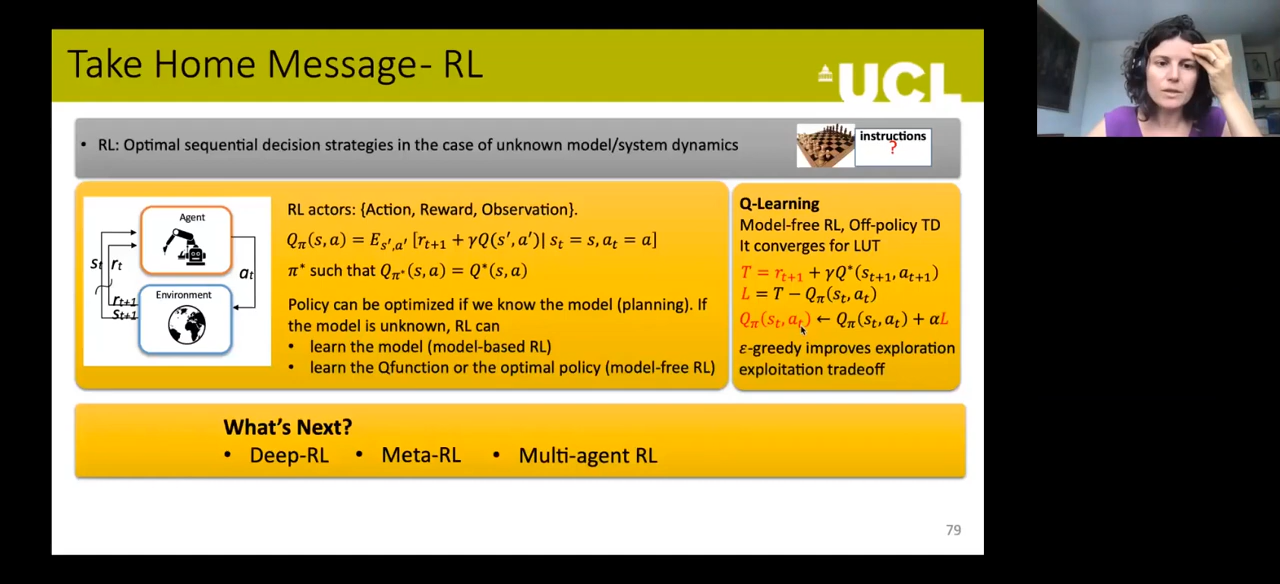 Take Home Message- RL
UCL
• RL: Optimal sequential decision strategies in the case of unknown model/system dynamics
instructions
?
Agent
Sₜ
rₜ
aₜ
rₜ₊₁
Sₜ₊₁
Environment
RL actors: {Action, Reward, Observation}.
Q_π(s, a) = E_{s′,a′} [r_{t+1} + γQ(s′, a′)| s_t = s, a_t = a]
π* such that Q_{π*}(s, a) = Q*(s, a)
Policy can be optimized if we know the model (planning). If
the model is unknown, RL can
• learn the model (model-based RL)
• learn the Qfunction or the optimal policy (model-free RL)
Q-Learning
Model-free RL, Off-policy TD
It converges for LUT
T = r_{t+1} + γQ*(s_{t+1}, a_{t+1})
L = T − Q_π(s_t, a_t)
Q_π(s_t, a_t) ← Q_π(s_t, a_t) + αL
ε-greedy improves exploration
exploitation tradeoff
What's Next?
• Deep-RL • Meta-RL • Multi-agent RL
79